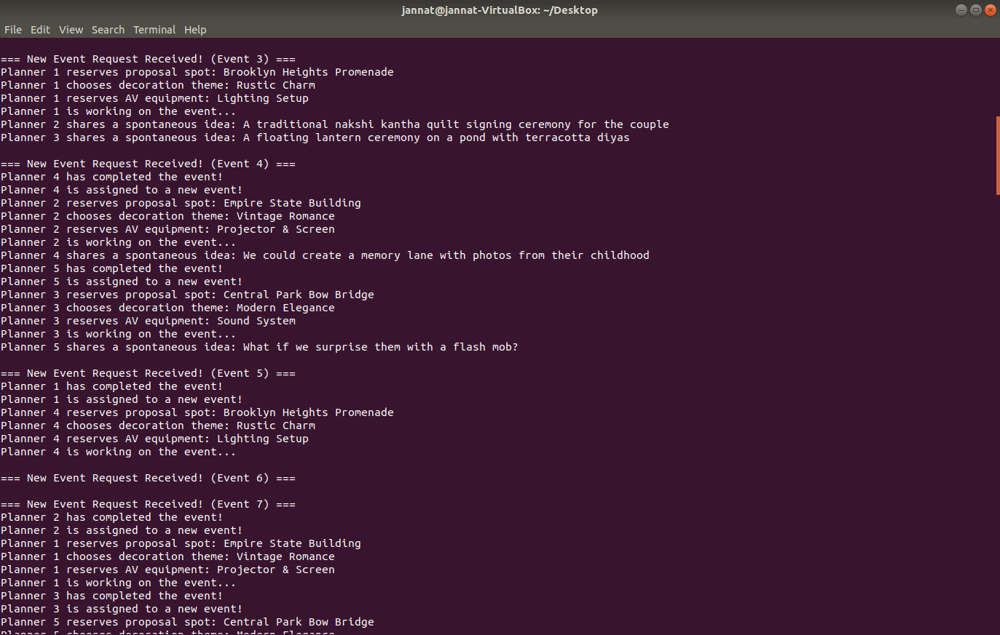 jannat@jannat-VirtualBox: ~/Desktop
File Edit View Search Terminal Help
=== New Event Request Received! (Event 3) ===
Planner 1 reserves proposal spot: Brooklyn Heights Promenade
Planner 1 chooses decoration theme: Rustic Charm
Planner 1 reserves AV equipment: Lighting Setup
Planner 1 is working on the event...
Planner 2 shares a spontaneous idea: A traditional nakshi kantha quilt signing ceremony for the couple
Planner 3 shares a spontaneous idea: A floating lantern ceremony on a pond with terracotta diyas
=== New Event Request Received! (Event 4) ===
Planner 4 has completed the event!
Planner 4 is assigned to a new event!
Planner 2 reserves proposal spot: Empire State Building
Planner 2 chooses decoration theme: Vintage Romance
Planner 2 reserves AV equipment: Projector & Screen
Planner 2 is working on the event...
Planner 4 shares a spontaneous idea: We could create a memory lane with photos from their childhood
Planner 5 has completed the event!
Planner 5 is assigned to a new event!
Planner 3 reserves proposal spot: Central Park Bow Bridge
Planner 3 chooses decoration theme: Modern Elegance
Planner 3 reserves AV equipment: Sound System
Planner 3 is working on the event...
Planner 5 shares a spontaneous idea: What if we surprise them with a flash mob?
=== New Event Request Received! (Event 5) ===
Planner 1 has completed the event!
Planner 1 is assigned to a new event!
Planner 4 reserves proposal spot: Brooklyn Heights Promenade
Planner 4 chooses decoration theme: Rustic Charm
Planner 4 reserves AV equipment: Lighting Setup
Planner 4 is working on the event...
=== New Event Request Received! (Event 6) ===
=== New Event Request Received! (Event 7) ===
Planner 2 has completed the event!
Planner 2 is assigned to a new event!
Planner 1 reserves proposal spot: Empire State Building
Planner 1 chooses decoration theme: Vintage Romance
Planner 1 reserves AV equipment: Projector & Screen
Planner 1 is working on the event...
Planner 3 has completed the event!
Planner 3 is assigned to a new event!
Planner 5 reserves proposal spot: Central Park Bow Bridge
Planner 5 chooses decoration theme: Modern Elegance